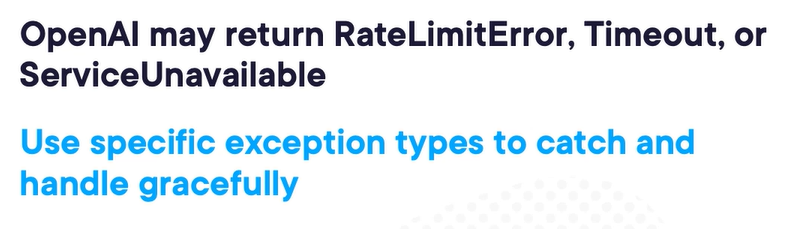 OpenAI may return RateLimitError, Timeout, or
ServiceUnavailable
Use specific exception types to catch and
handle gracefully